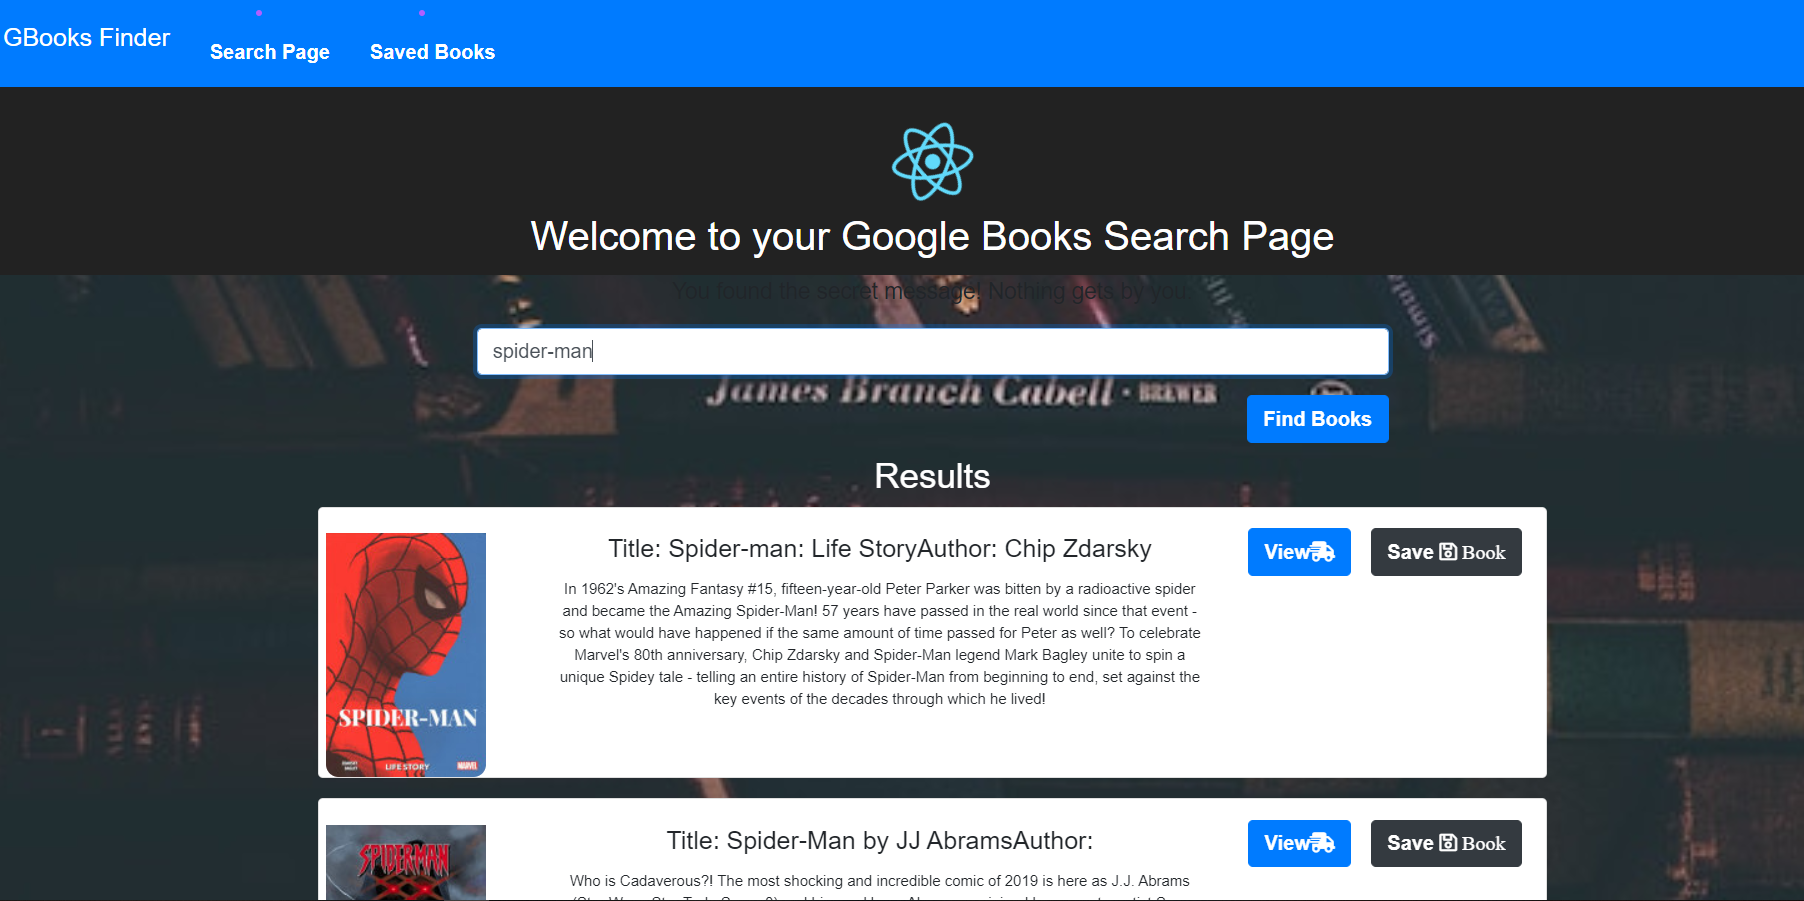 GBooks Finder
Search Page
Saved Books
Welcome to your Google Books Search Page
You found the secret message! Nothing gets by you.
spider-man
James Branch Cabell · BREWER
Find Books
Results
Title: Spider-man: Life StoryAuthor: Chip Zdarsky
View
Save Book
In 1962's Amazing Fantasy #15, fifteen-year-old Peter Parker was bitten by a radioactive spider
and became the Amazing Spider-Man! 57 years have passed in the real world since that event -
so what would have happened if the same amount of time passed for Peter as well? To celebrate
Marvel's 80th anniversary, Chip Zdarsky and Spider-Man legend Mark Bagley unite to spin a
unique Spidey tale - telling an entire history of Spider-Man from beginning to end, set against the
key events of the decades through which he lived!
SPIDER-MAN
LIFE STORY
MARVEL
Title: Spider-Man by JJ AbramsAuthor:
View
Save Book
SPIDERMAN
Who is Cadaverous?! The most shocking and incredible comic of 2019 is here as J.J. Abrams